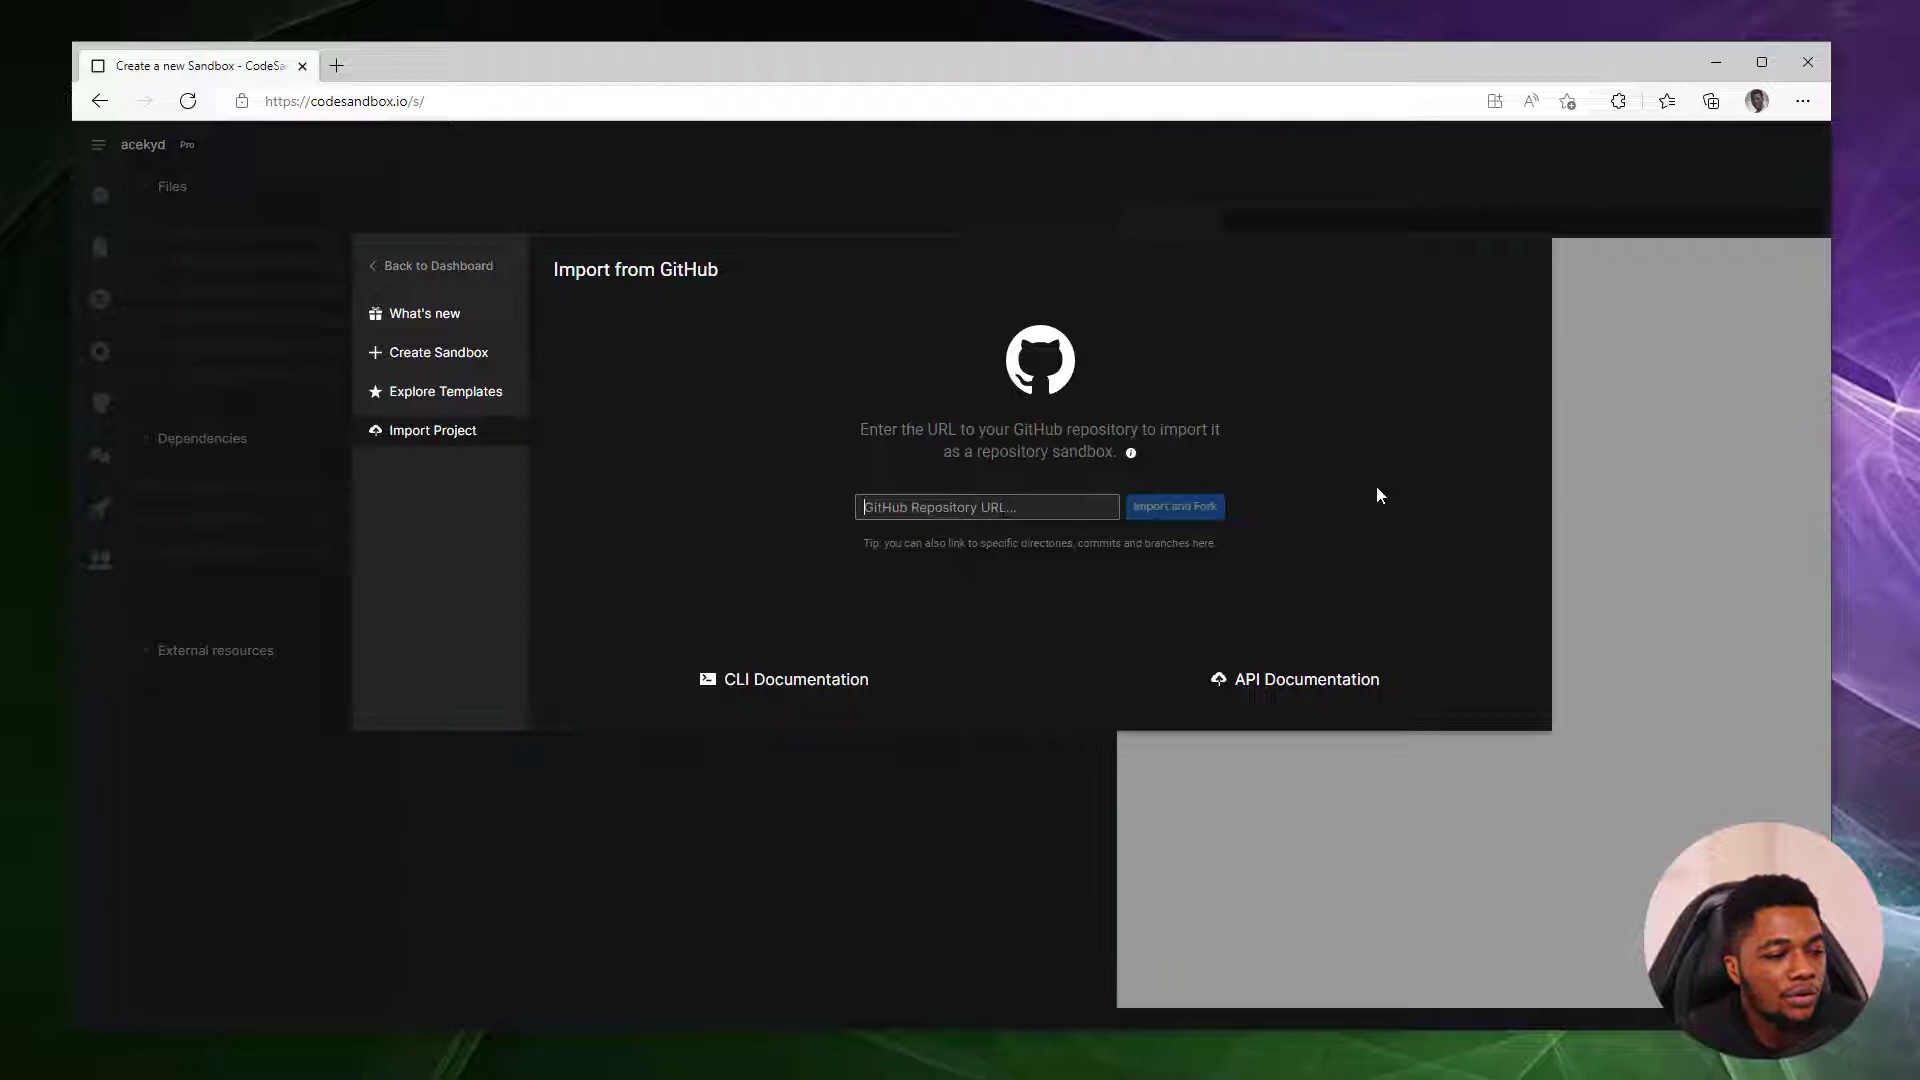 Create a new Sandbox - CodeSa
https://codesandbox.io/s/
acekyd Pro
Files
Dependencies
External resources
Back to Dashboard
What's new
Create Sandbox
Explore Templates
Import Project
Import from GitHub
Enter the URL to your GitHub repository to import it
as a repository sandbox.
GitHub Repository URL...
Import and Fork
Tip: you can also link to specific directories, commits and branches here.
CLI Documentation
API Documentation